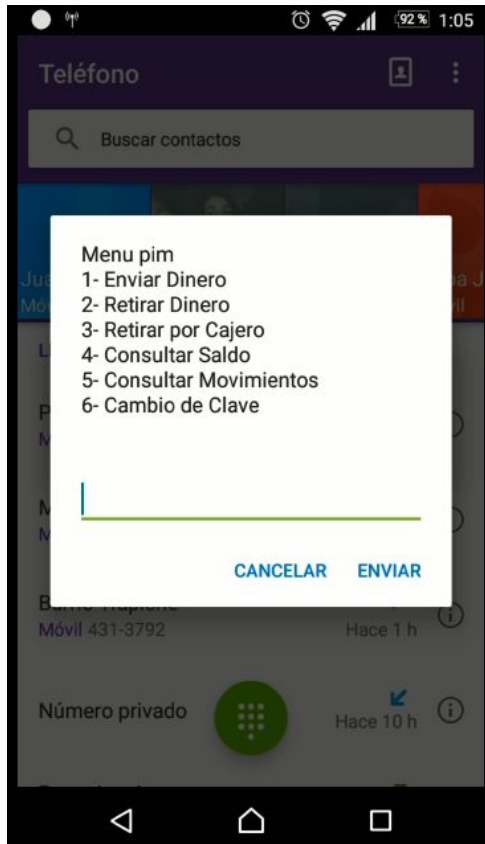 92 % 1:05
Teléfono
Buscar contactos
Menu pim
1- Enviar Dinero
2- Retirar Dinero
3- Retirar por Cajero
4- Consultar Saldo
5- Consultar Movimientos
6- Cambio de Clave
CANCELAR ENVIAR
Móvil 431-3792 Hace 1 h
Número privado
Hace 10 h